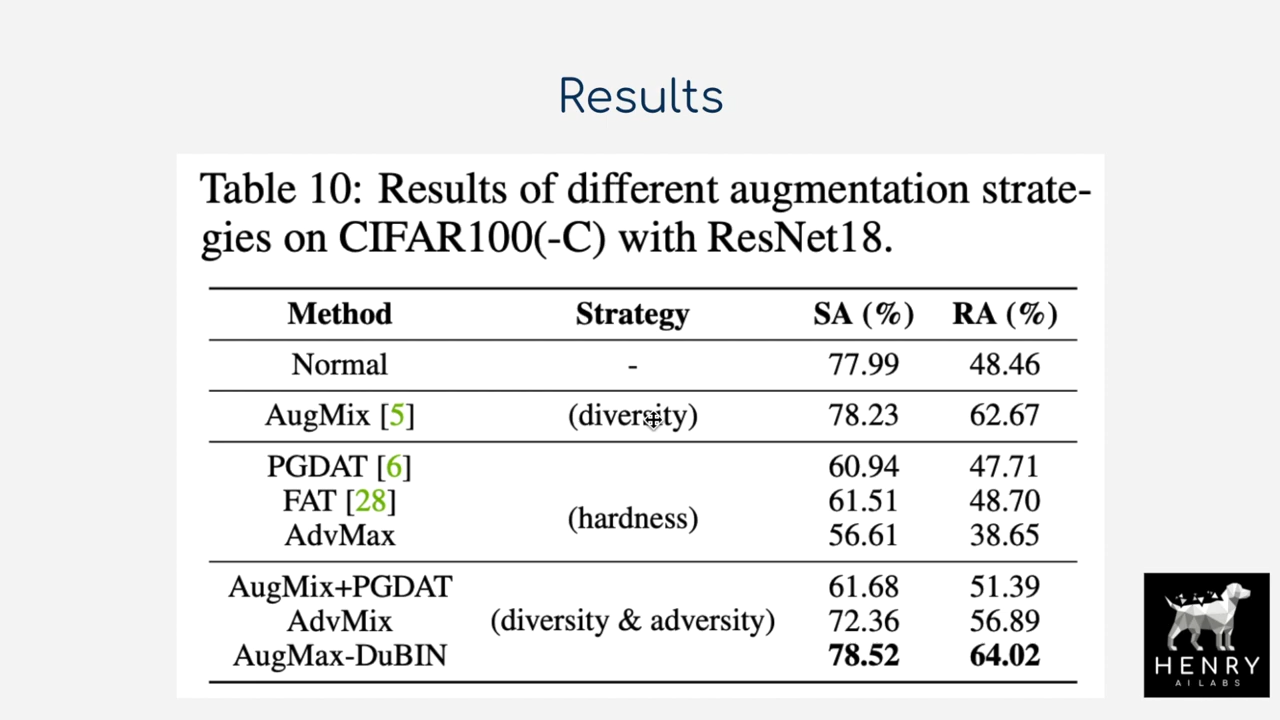 Results
Table 10: Results of different augmentation strate-
gies on CIFAR100(-C) with ResNet18.
Method Strategy SA (%) RA (%)
Normal - 77.99 48.46
AugMix [5] (diversity) 78.23 62.67
PGDAT [6] 60.94 47.71
FAT [28] (hardness) 61.51 48.70
AdvMax 56.61 38.65
AugMix+PGDAT 61.68 51.39
AdvMix (diversity & adversity) 72.36 56.89
AugMax-DuBIN 78.52 64.02
HENRY
AI LABS